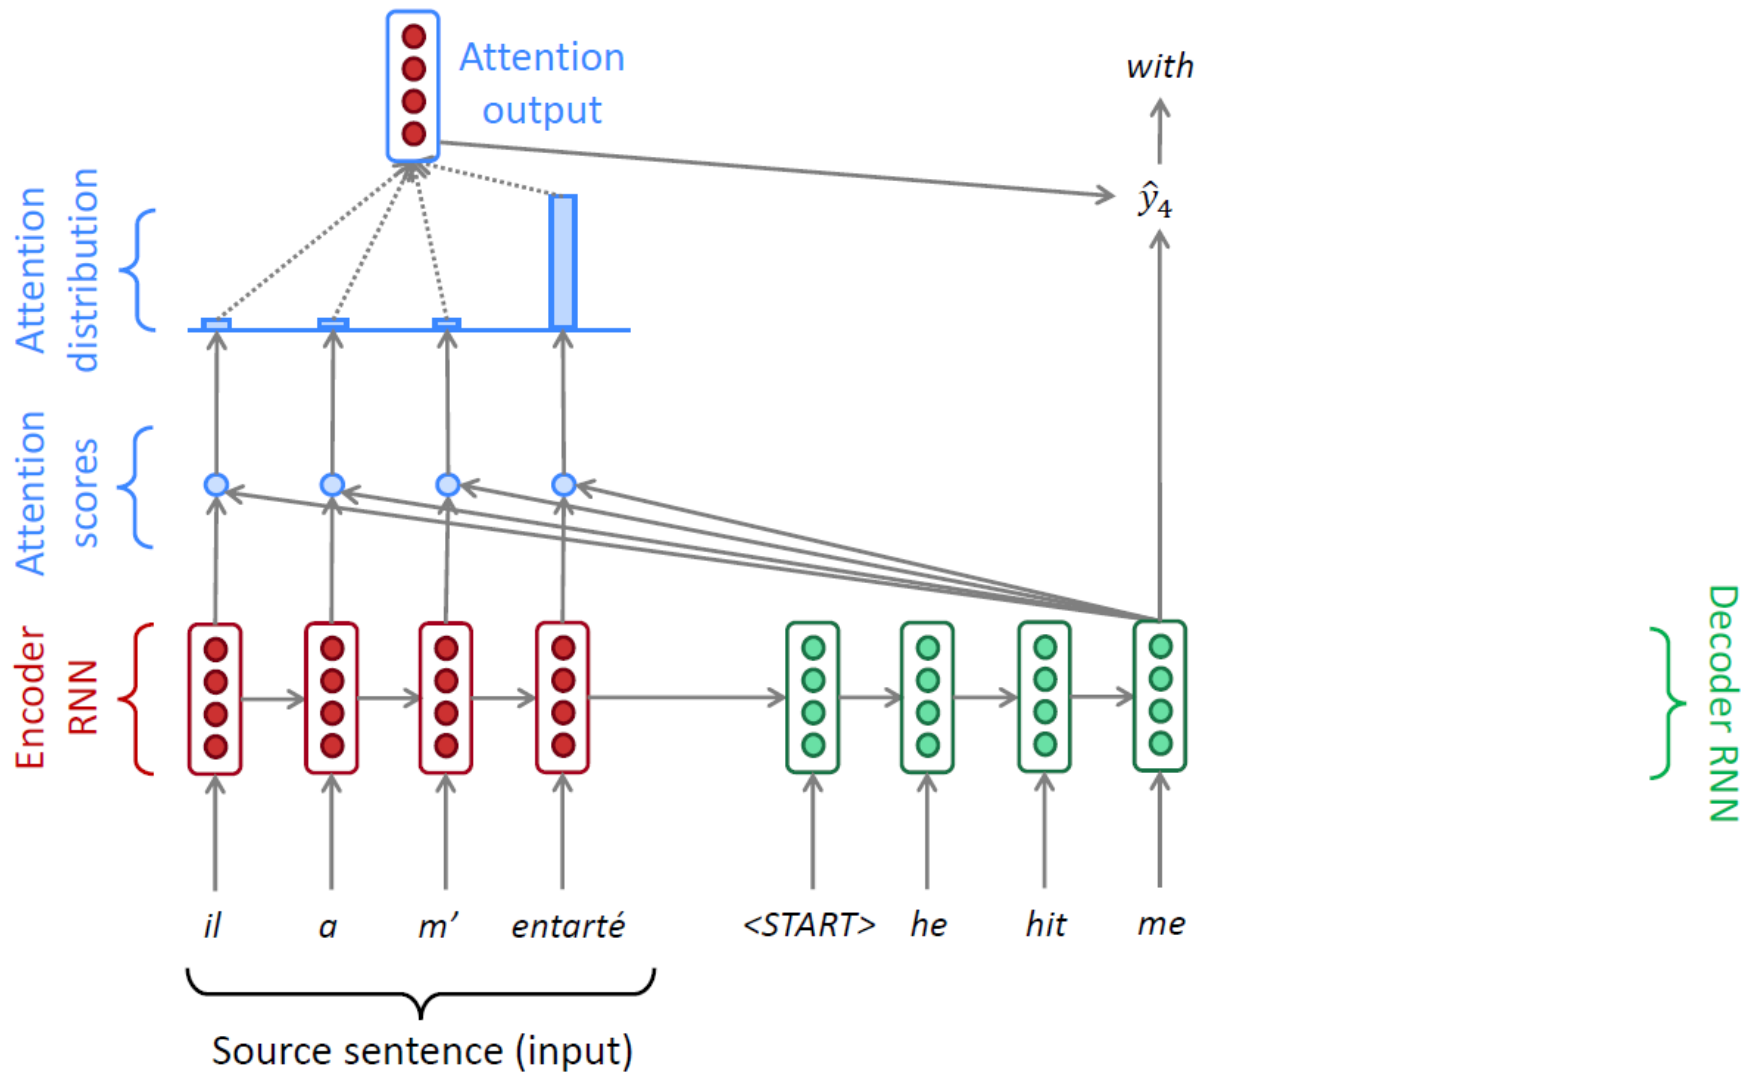 Attention
output
with
ŷ4
Attention
distribution
Attention
scores
Encoder
RNN
Decoder RNN
il a m’ entarté <START> he hit me
Source sentence (input)